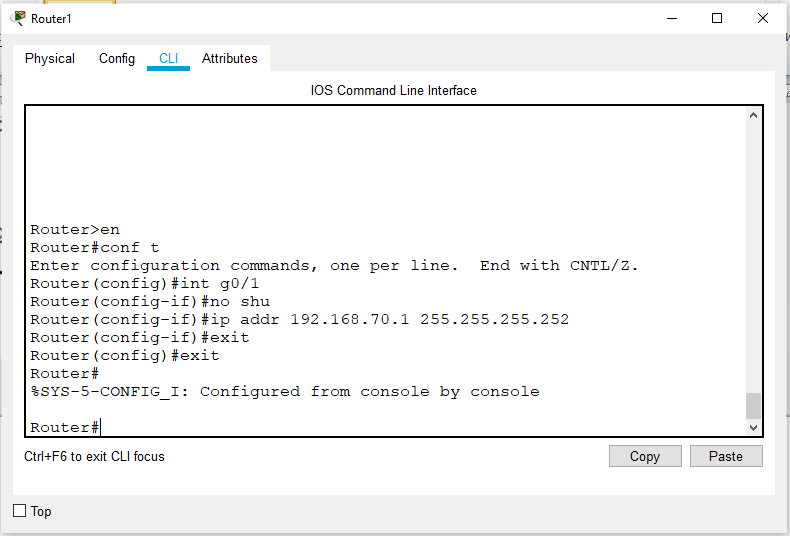 Router1
Physical Config CLI Attributes
IOS Command Line Interface
Router>en
Router#conf t
Enter configuration commands, one per line.  End with CNTL/Z.
Router(config)#int g0/1
Router(config-if)#no shu
Router(config-if)#ip addr 192.168.70.1 255.255.255.252
Router(config-if)#exit
Router(config)#exit
Router#
%SYS-5-CONFIG_I: Configured from console by console
Router#
Ctrl+F6 to exit CLI focus
Copy Paste
Top